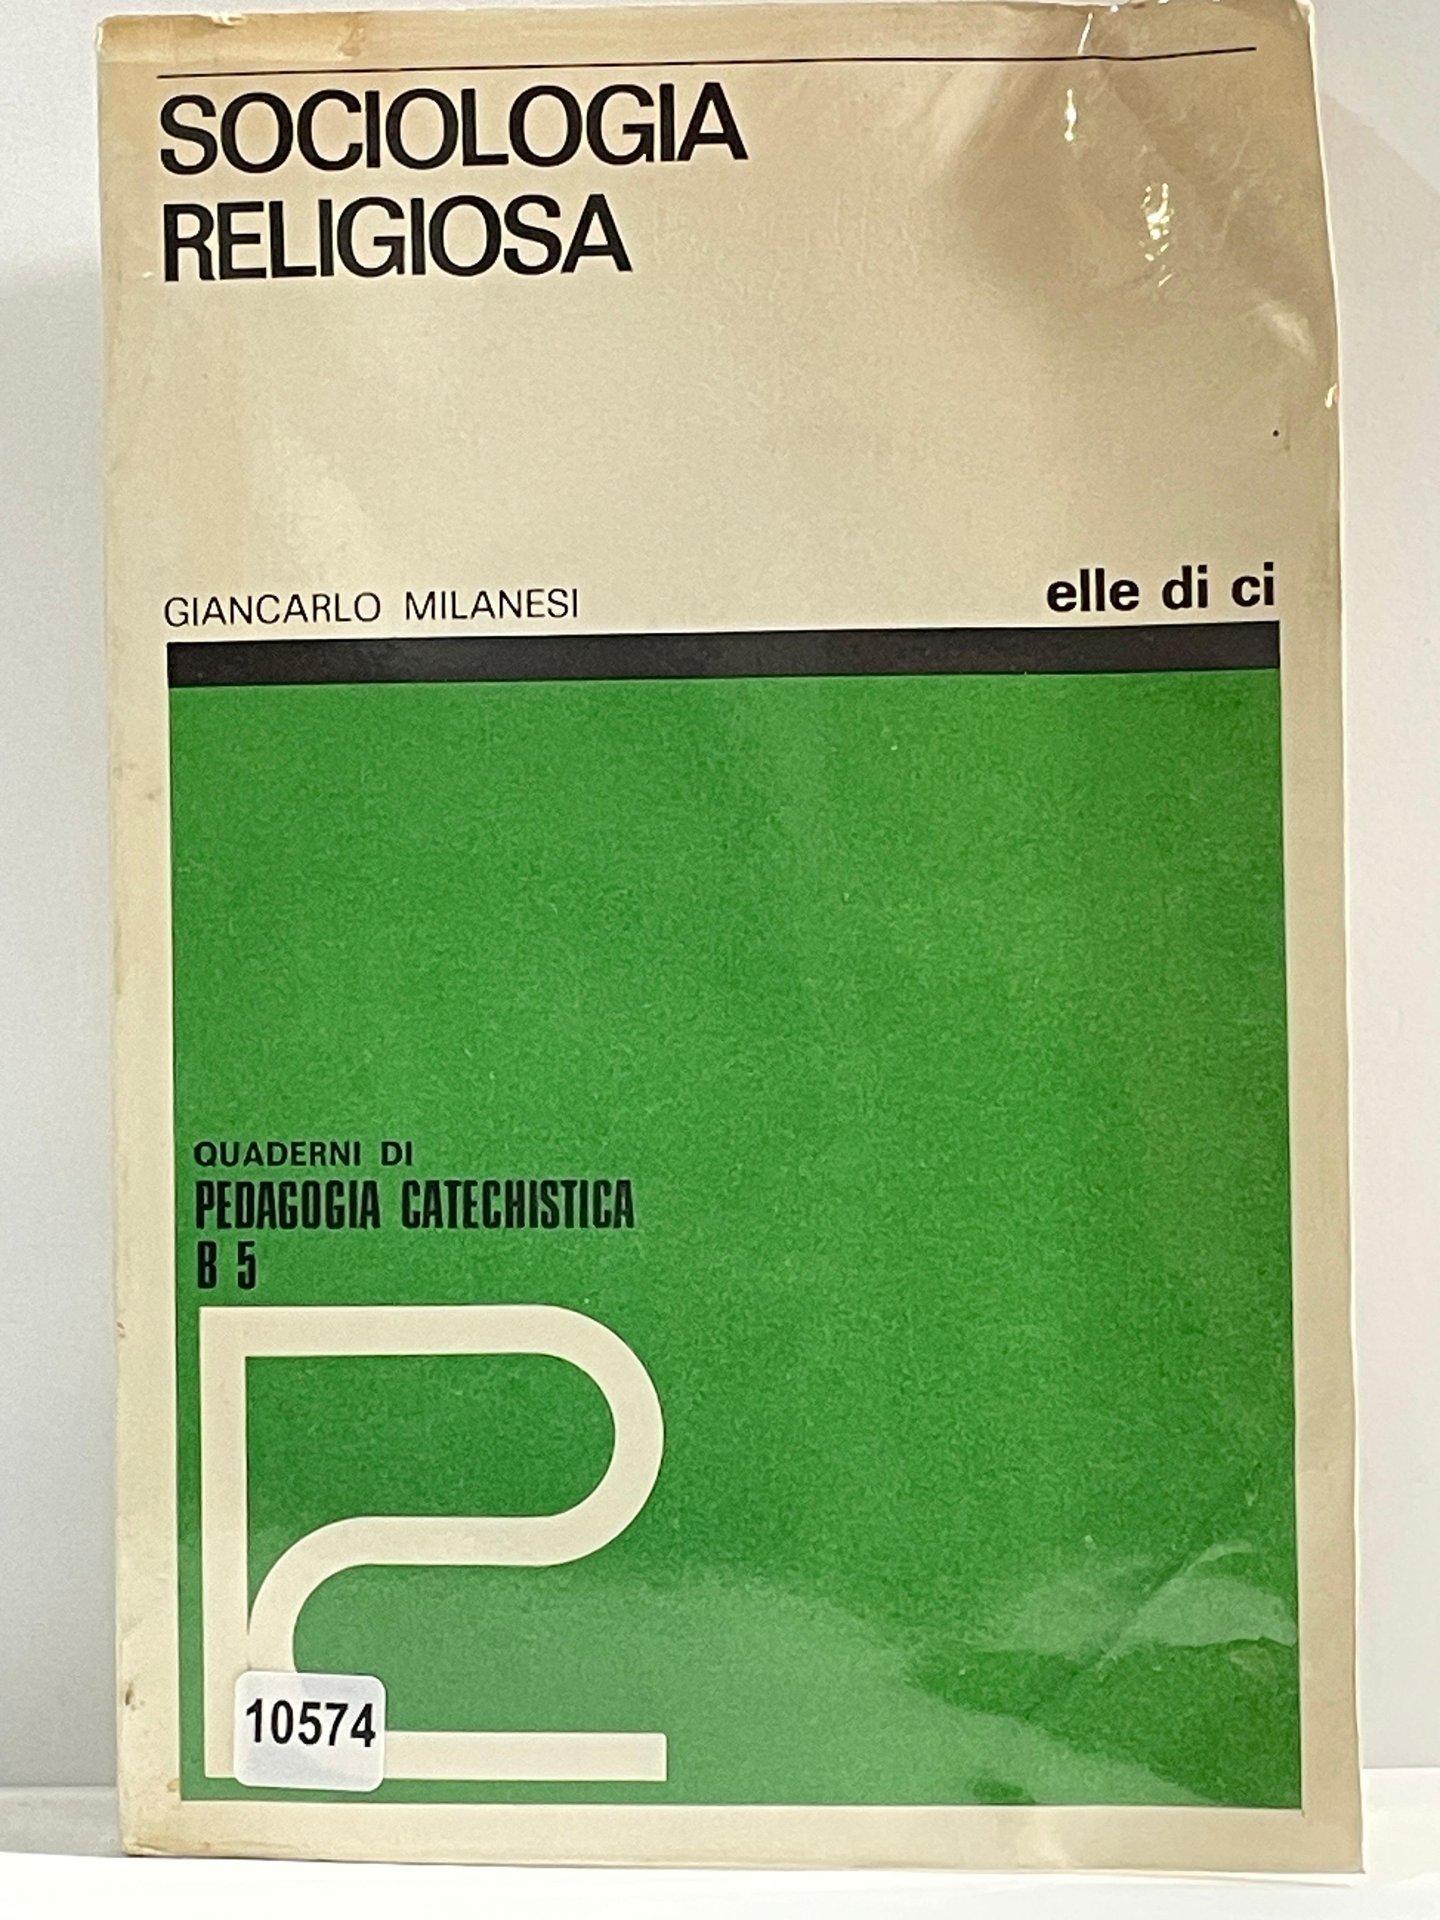 SOCIOLOGIA
RELIGIOSA
GIANCARLO MILANESI
elle di ci
QUADERNI DI
PEDAGOGIA CATECHISTICA
B 5
10574